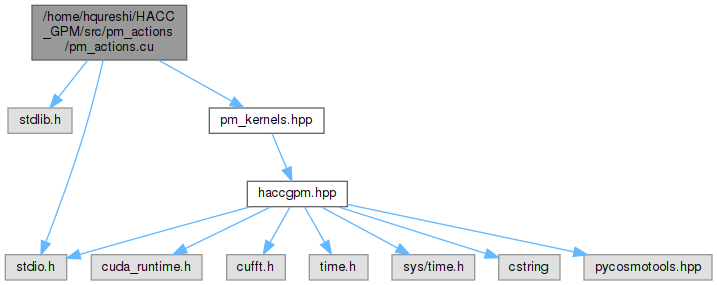 /home/hqureshi/HACC
_GPM/src/pm_actions
/pm_actions.cu
stdlib.h
pm_kernels.hpp
haccgpm.hpp
stdio.h
cuda_runtime.h
cufft.h
time.h
sys/time.h
cstring
pycosmotools.hpp